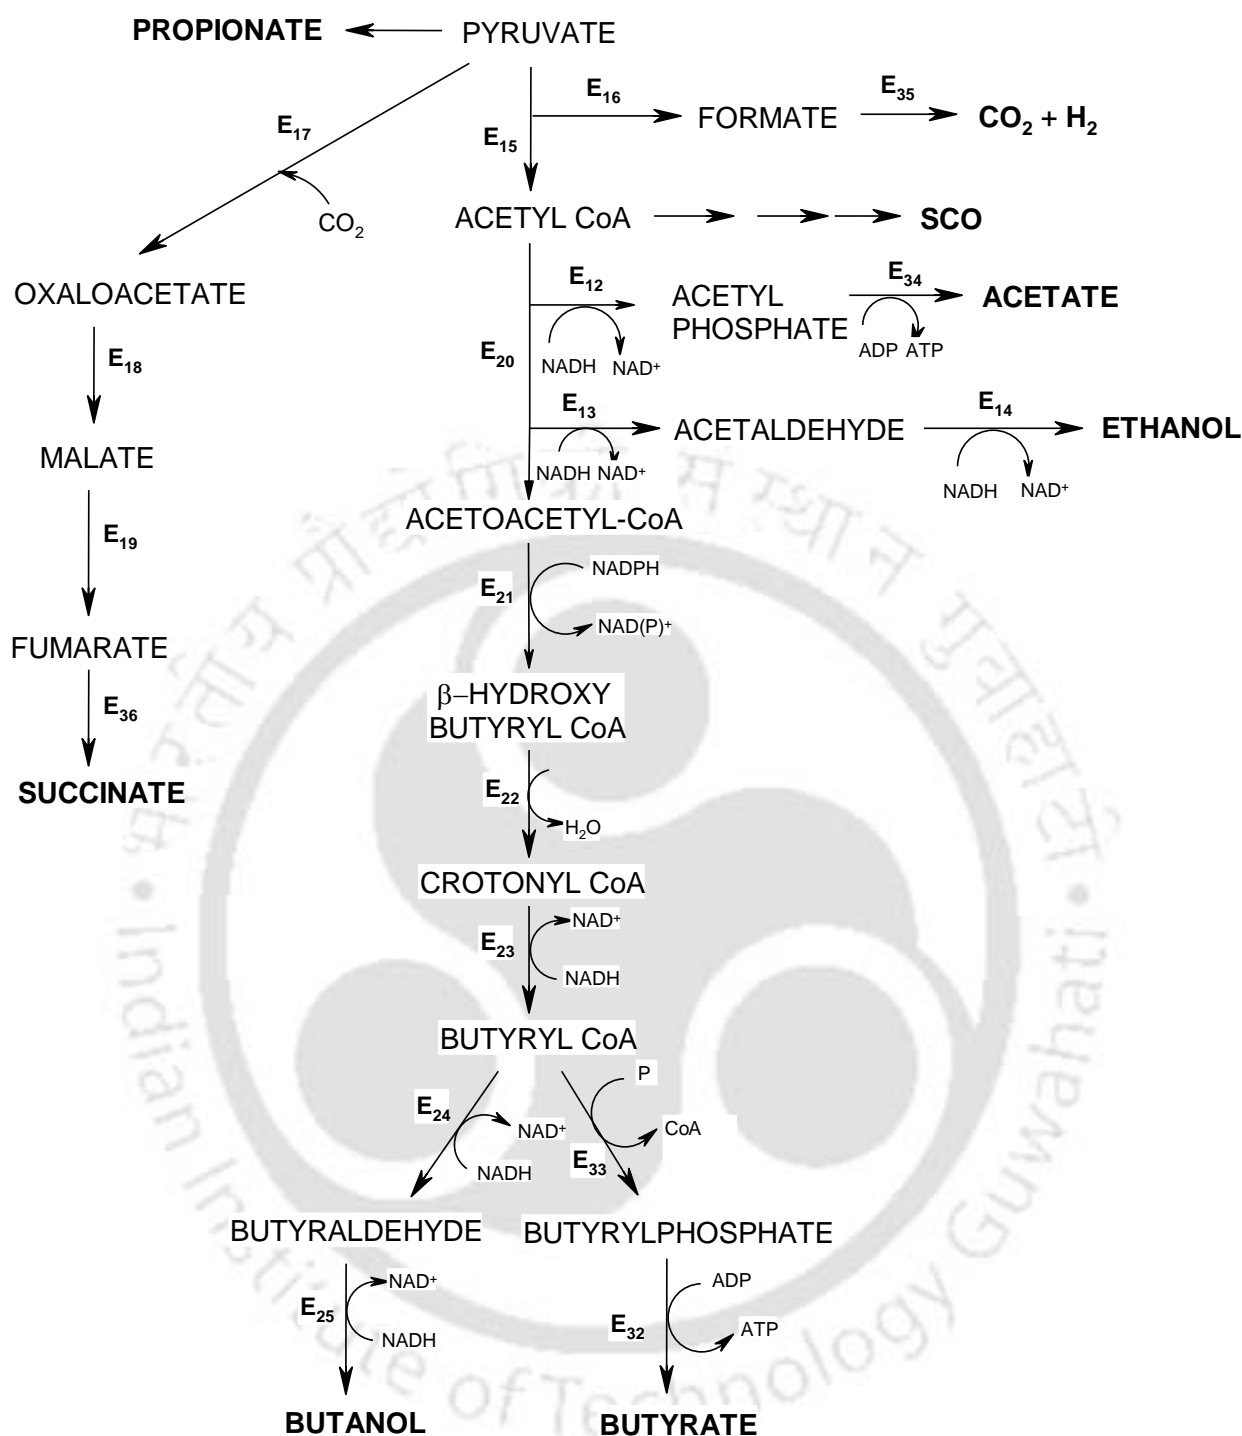 PROPIONATE
PYRUVATE
E16
E35
FORMATE
CO2 + H2
E17
E15
CO2
ACETYL CoA
SCO
OXALOACETATE
E12
E34
ACETYL
PHOSPHATE
ACETATE
NADH
NAD+
ADP
ATP
E18
E20
E13
E14
ACETALDEHYDE
ETHANOL
NADH
NAD+
NADH
NAD+
MALATE
ACETOACETYL-CoA
E19
E21
NADPH
NAD(P)+
FUMARATE
β–HYDROXY
BUTYRYL CoA
E36
SUCCINATE
E22
H2O
CROTONYL CoA
E23
NAD+
NADH
BUTYRYL CoA
E24
NAD+
NADH
P
CoA
E33
BUTYRALDEHYDE
BUTYRYLPHOSPHATE
E25
NAD+
NADH
E32
ADP
ATP
BUTANOL
BUTYRATE
भारतीय प्रौद्योगिकी संस्थान गुवाहाटी
Indian Institute of Technology Guwahati